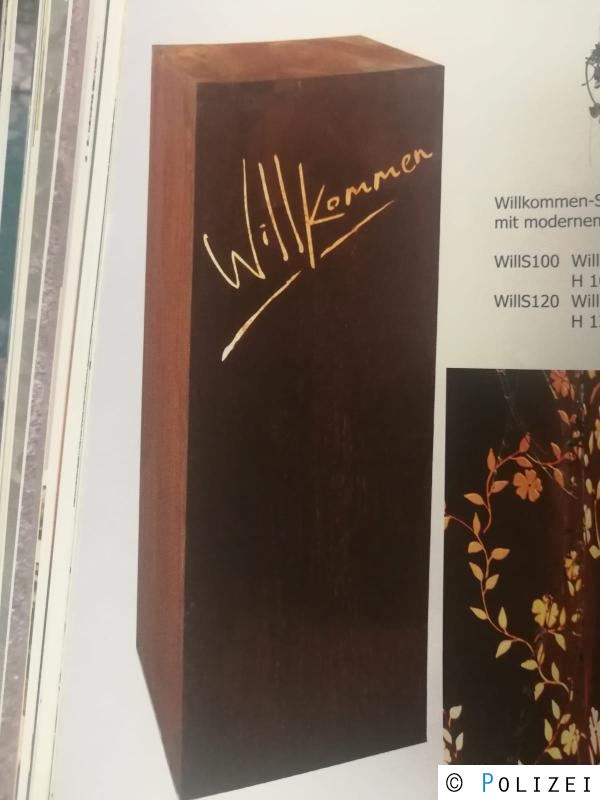 Willkommen
Willkommen-S
mit modernen
WillS100 Will
H 1
WillS120 Will
H 1
© POLIZEI